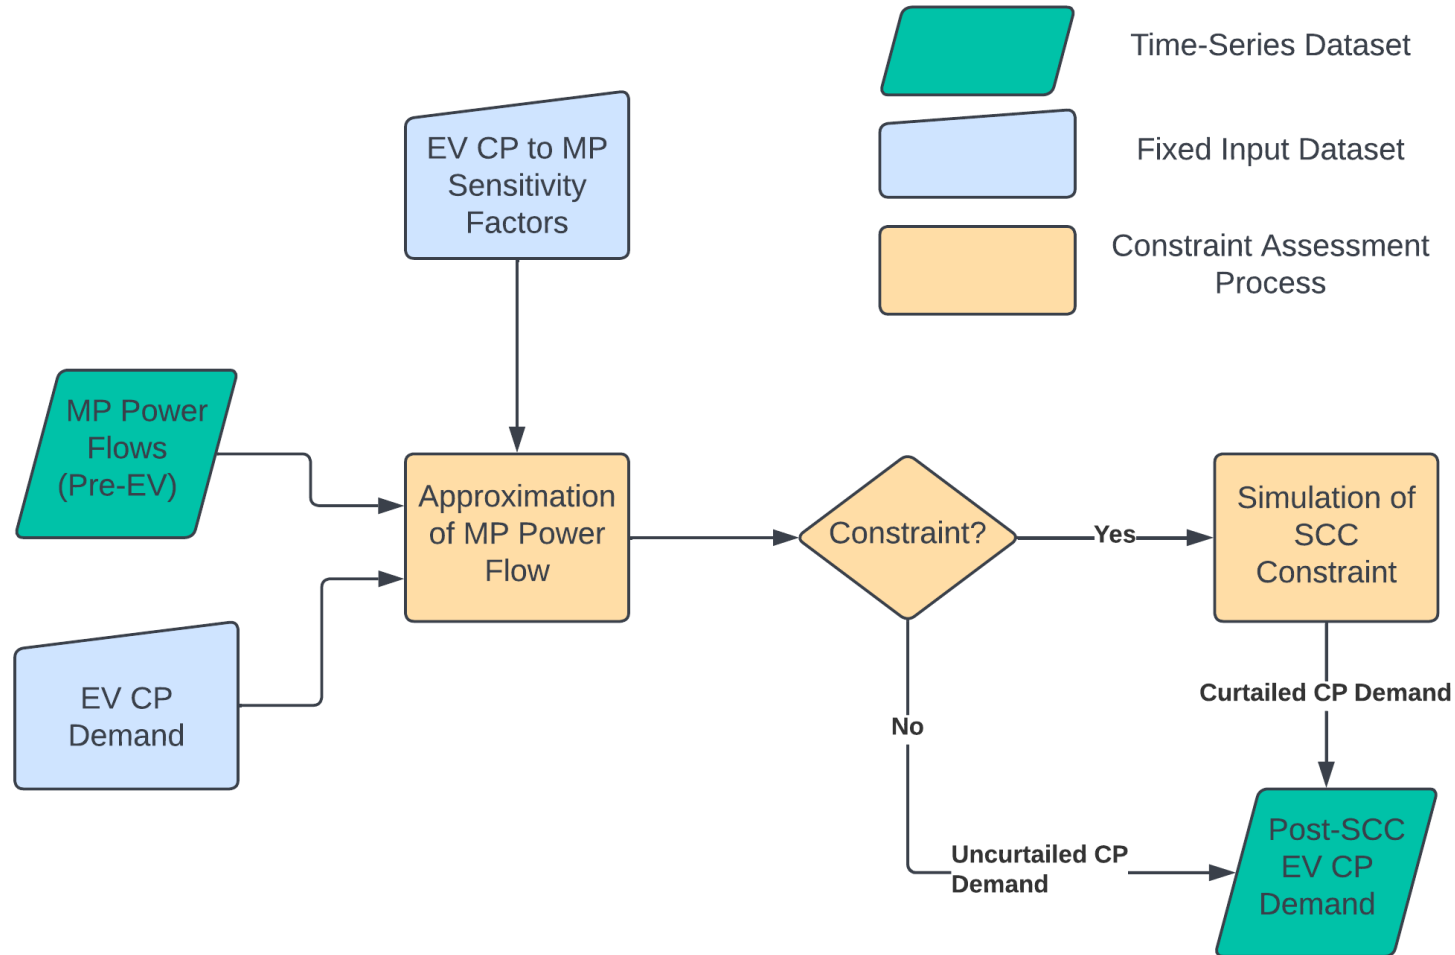 Time-Series Dataset
Fixed Input Dataset
Constraint Assessment
Process
EV CP to MP
Sensitivity
Factors
MP Power
Flows
(Pre-EV)
EV CP
Demand
Approximation
of MP Power
Flow
Constraint?
Yes
No
Simulation of
SCC
Constraint
Curtailed CP Demand
Uncurtailed CP
Demand
Post-SCC
EV CP
Demand